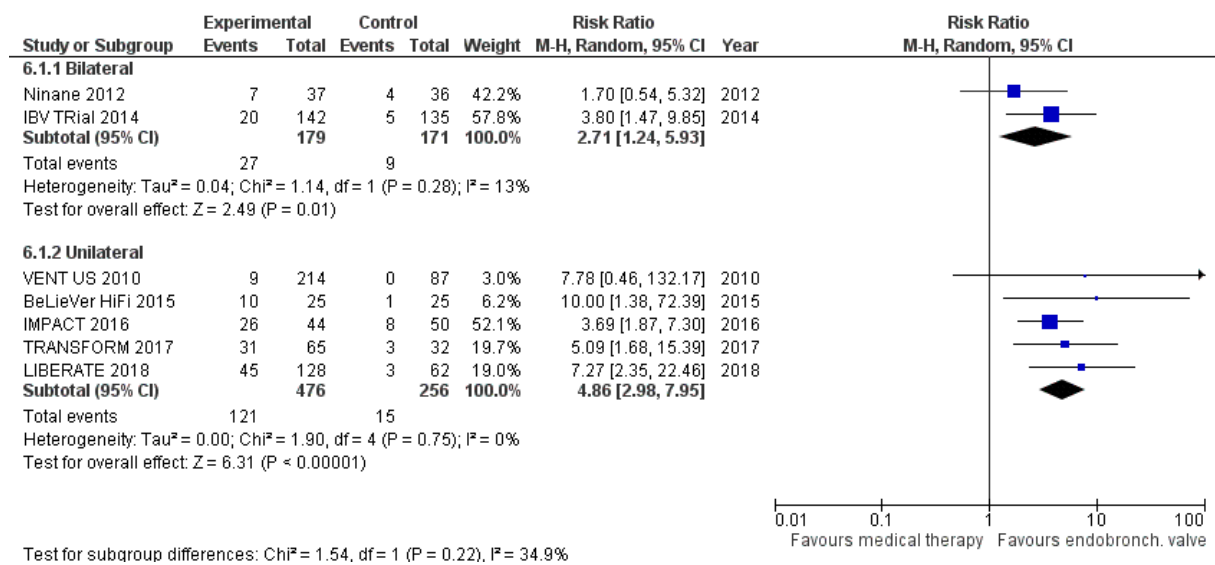 Experimental Control Risk Ratio Risk Ratio
Study or Subgroup Events Total Events Total Weight M-H, Random, 95% CI Year M-H, Random, 95% CI
6.1.1 Bilateral
Ninane 2012 7 37 4 36 42.2% 1.70 [0.54, 5.32] 2012
IBV TRial 2014 20 142 5 135 57.8% 3.80 [1.47, 9.85] 2014
Subtotal (95% CI) 179 171 100.0% 2.71 [1.24, 5.93]
Total events 27 9
Heterogeneity: Tau² = 0.04; Chi² = 1.14, df = 1 (P = 0.28); I² = 13%
Test for overall effect: Z = 2.49 (P = 0.01)
6.1.2 Unilateral
VENT US 2010 9 214 0 87 3.0% 7.78 [0.46, 132.17] 2010
BeLieVer HiFi 2015 10 25 1 25 6.2% 10.00 [1.38, 72.39] 2015
IMPACT 2016 26 44 8 50 52.1% 3.69 [1.87, 7.30] 2016
TRANSFORM 2017 31 65 3 32 19.7% 5.09 [1.68, 15.39] 2017
LIBERATE 2018 45 128 3 62 19.0% 7.27 [2.35, 22.46] 2018
Subtotal (95% CI) 476 256 100.0% 4.86 [2.98, 7.95]
Total events 121 15
Heterogeneity: Tau² = 0.00; Chi² = 1.90, df = 4 (P = 0.75); I² = 0%
Test for overall effect: Z = 6.31 (P < 0.00001)
0.01 0.1 1 10 100
Favours medical therapy Favours endobronch. valve
Test for subgroup differences: Chi² = 1.54, df = 1 (P = 0.22), I² = 34.9%